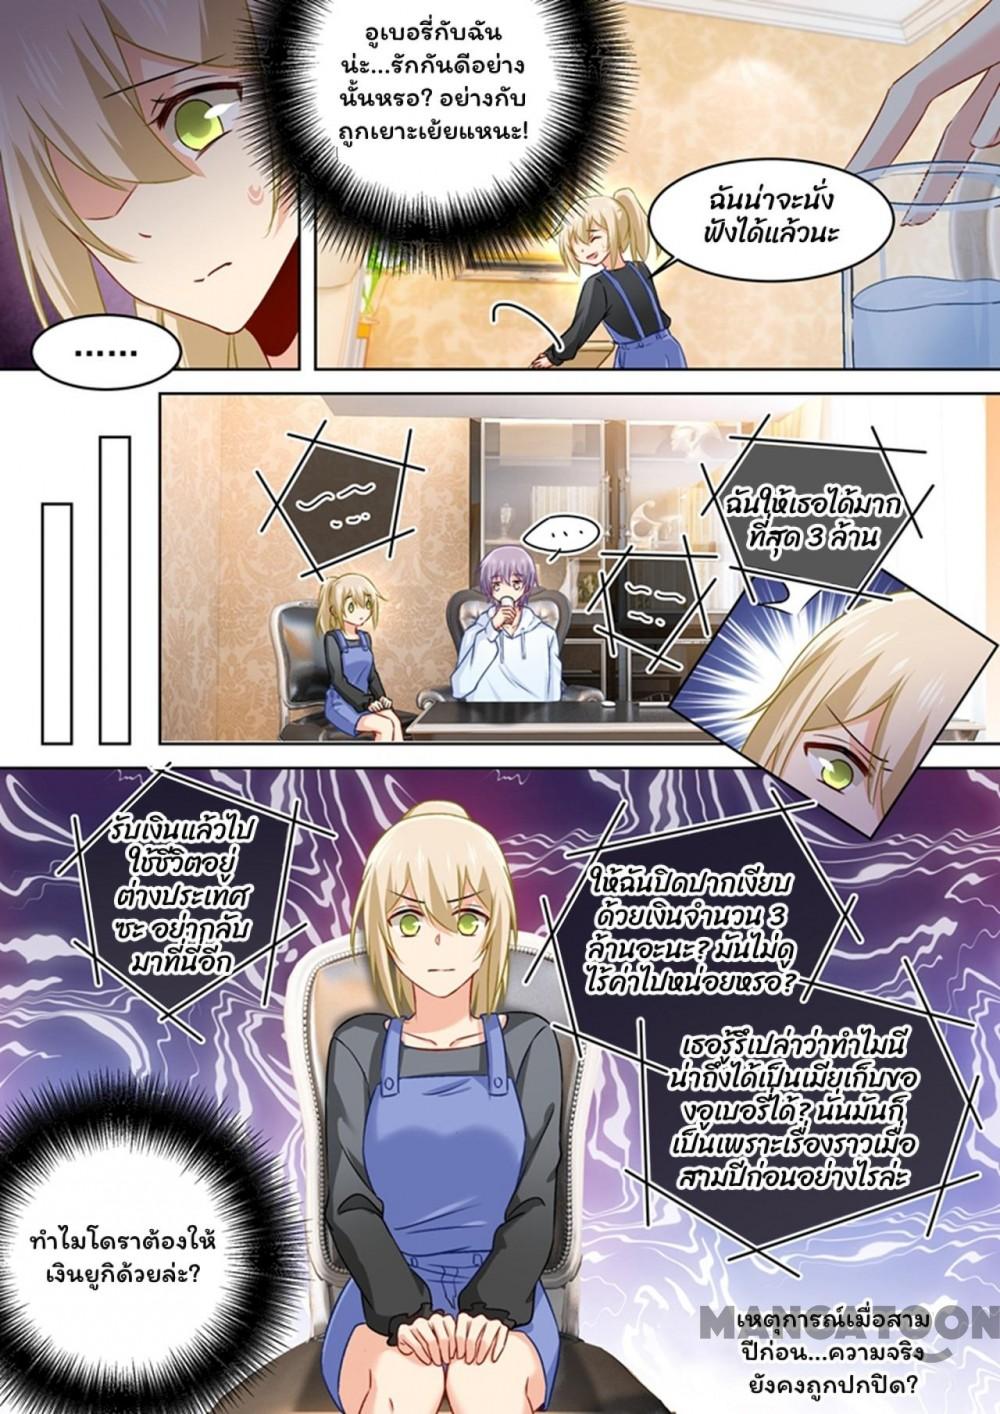 อูเบอรี่กับฉัน
น่ะ...รักกันดีอย่าง
นั้นหรอ? อย่างกับ
ถูกเยาะเย้ยแหนะ!
ฉันน่าจะนั่ง
ฟังได้แล้วนะ
......
...
ฉันให้เธอได้มาก
ที่สุด 3 ล้าน
รับเงินแล้วไป
ใช้ชีวิตอยู่
ต่างประเทศ
ซะ อย่ากลับ
มาที่นี่อีก
ให้ฉันปิดปากเงียบ
ด้วยเงินจำนวน 3
ล้านอะนะ? มันไม่ดู
ไร้ค่าไปหน่อยหรอ?
เธอรู้รึเปล่าว่าทำไมนี
น่าถึงได้เป็นเมียเก็บขอ
งอูเบอรี่ได้? นั่นมันก็
เป็นเพราะเรื่องราวเมื่อ
สามปีก่อนอย่างไรล่ะ
ทำไมโดราต้องให้
เงินยูกิด้วยล่ะ?
เหตุการณ์เมื่อสาม
ปีก่อน...ความจริง
ยังคงถูกปกปิด?
MANGATOON